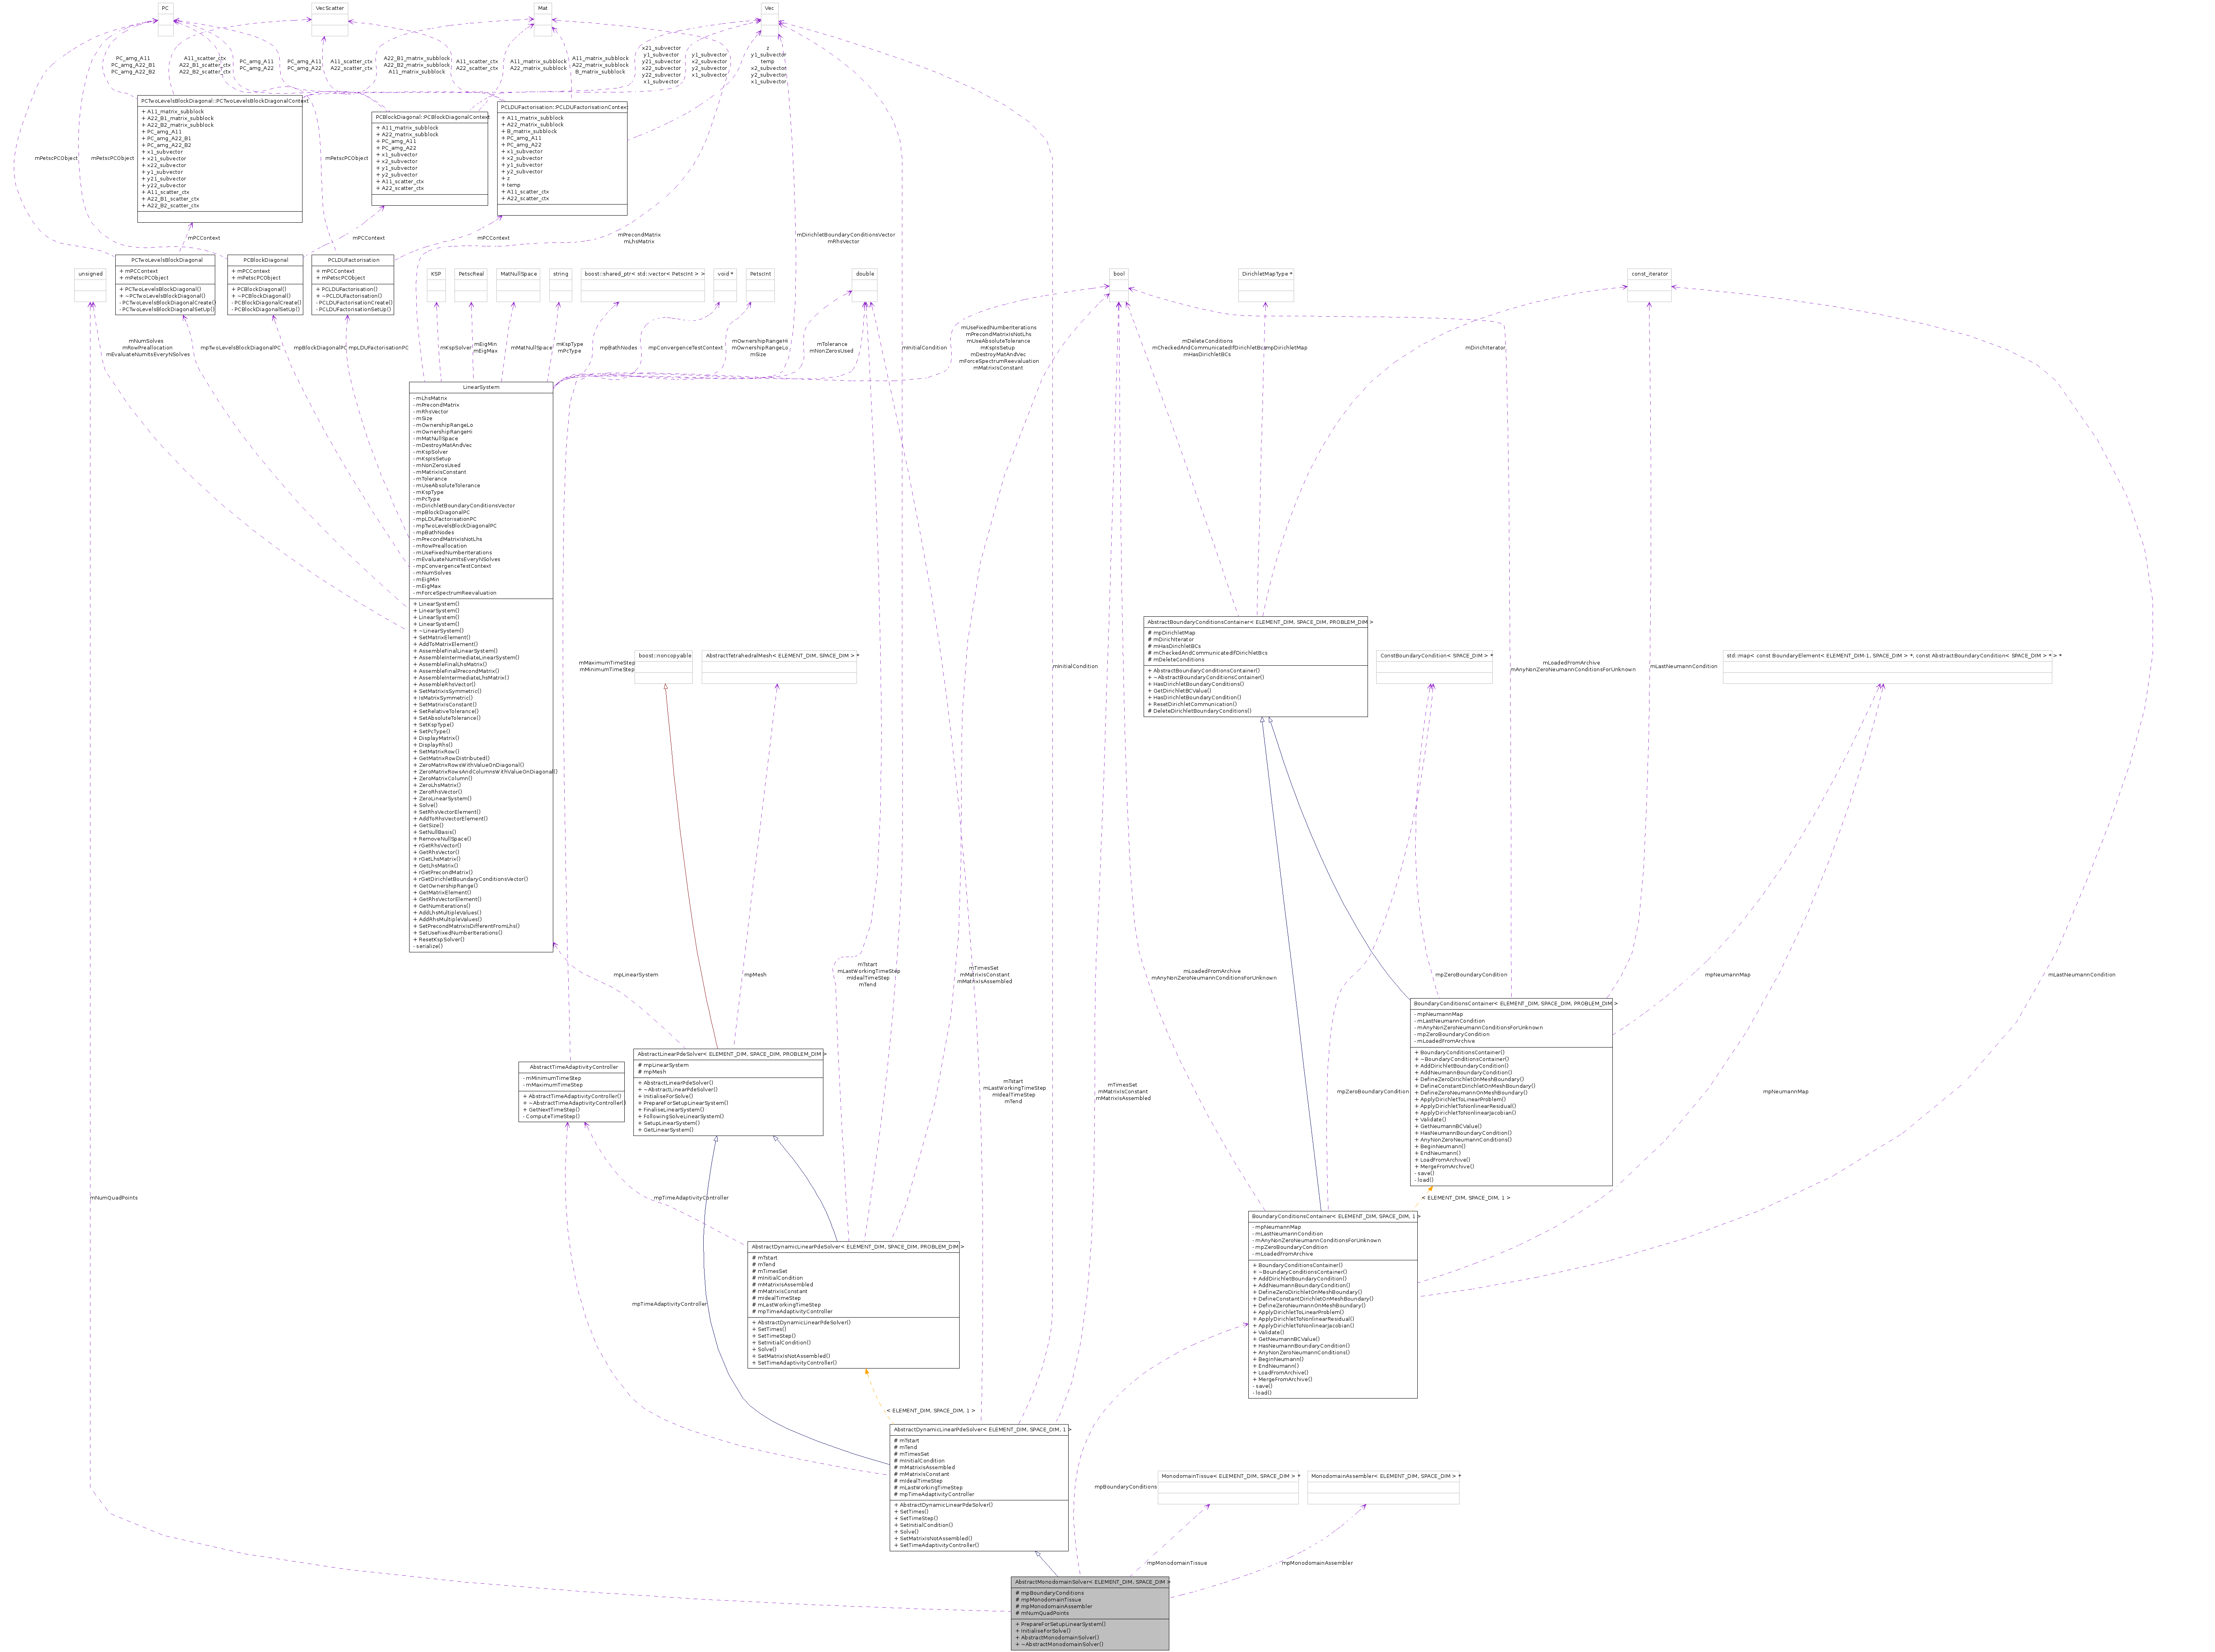 PC
VecScatter
Mat
Vec
PC_amg_A11
PC_amg_A22_B1
PC_amg_A22_B2
A11_scatter_ctx
A22_B1_scatter_ctx
A22_B2_scatter_ctx
PC_amg_A11
PC_amg_A22
PC_amg_A11
PC_amg_A22
A11_scatter_ctx
A22_scatter_ctx
A22_B1_matrix_subblock
A22_B2_matrix_subblock
A11_matrix_subblock
A11_scatter_ctx
A22_scatter_ctx
A11_matrix_subblock
A22_matrix_subblock
A11_matrix_subblock
A22_matrix_subblock
B_matrix_subblock
x21_subvector
y1_subvector
y21_subvector
x22_subvector
y22_subvector
x1_subvector
y1_subvector
x2_subvector
y2_subvector
x1_subvector
z
y1_subvector
temp
x2_subvector
y2_subvector
x1_subvector
PCTwoLevelsBlockDiagonal::PCTwoLevelsBlockDiagonalContext
+ A11_matrix_subblock
+ A22_B1_matrix_subblock
+ A22_B2_matrix_subblock
+ PC_amg_A11
+ PC_amg_A22_B1
+ PC_amg_A22_B2
+ x1_subvector
+ x21_subvector
+ x22_subvector
+ y1_subvector
+ y21_subvector
+ y22_subvector
+ A11_scatter_ctx
+ A22_B1_scatter_ctx
+ A22_B2_scatter_ctx
PCBlockDiagonal::PCBlockDiagonalContext
+ A11_matrix_subblock
+ A22_matrix_subblock
+ PC_amg_A11
+ PC_amg_A22
+ x1_subvector
+ x2_subvector
+ y1_subvector
+ y2_subvector
+ A11_scatter_ctx
+ A22_scatter_ctx
PCLDUFactorisation::PCLDUFactorisationContext
+ A11_matrix_subblock
+ A22_matrix_subblock
+ B_matrix_subblock
+ PC_amg_A11
+ PC_amg_A22
+ x1_subvector
+ x2_subvector
+ y1_subvector
+ y2_subvector
+ z
+ temp
+ A11_scatter_ctx
+ A22_scatter_ctx
mPetscPCObject
mPetscPCObject
mPetscPCObject
mPCContext
mPCContext
mPCContext
mPrecondMatrix
mLhsMatrix
mDirichletBoundaryConditionsVector
mRhsVector
unsigned
PCTwoLevelsBlockDiagonal
+ mPCContext
+ mPetscPCObject
+ PCTwoLevelsBlockDiagonal()
+ ~PCTwoLevelsBlockDiagonal()
- PCTwoLevelsBlockDiagonalCreate()
- PCTwoLevelsBlockDiagonalSetUp()
PCBlockDiagonal
+ mPCContext
+ mPetscPCObject
+ PCBlockDiagonal()
+ ~PCBlockDiagonal()
- PCBlockDiagonalCreate()
- PCBlockDiagonalSetUp()
PCLDUFactorisation
+ mPCContext
+ mPetscPCObject
+ PCLDUFactorisation()
+ ~PCLDUFactorisation()
- PCLDUFactorisationCreate()
- PCLDUFactorisationSetUp()
KSP
PetscReal
MatNullSpace
string
boost::shared_ptr< std::vector< PetscInt > >
void *
PetscInt
double
bool
DirichletMapType *
const_iterator
mNumSolves
mRowPreallocation
mEvaluateNumItsEveryNSolves
mpTwoLevelsBlockDiagonalPC
mpBlockDiagonalPC
mpLDUFactorisationPC
mKspSolver
mEigMin
mEigMax
mMatNullSpace
mKspType
mPcType
mpBathNodes
mpConvergenceTestContext
mOwnershipRangeHi
mOwnershipRangeLo
mSize
mTolerance
mNonZerosUsed
mInitialCondition
mUseFixedNumberIterations
mPrecondMatrixIsNotLhs
mUseAbsoluteTolerance
mKspIsSetup
mDestroyMatAndVec
mForceSpectrumReevaluation
mMatrixIsConstant
mDeleteConditions
mCheckedAndCommunicatedIfDirichletBcs
mHasDirichletBCs
mpDirichletMap
mDirichIterator
LinearSystem
- mLhsMatrix
- mPrecondMatrix
- mRhsVector
- mSize
- mOwnershipRangeLo
- mOwnershipRangeHi
- mMatNullSpace
- mDestroyMatAndVec
- mKspSolver
- mKspIsSetup
- mNonZerosUsed
- mMatrixIsConstant
- mTolerance
- mUseAbsoluteTolerance
- mKspType
- mPcType
- mDirichletBoundaryConditionsVector
- mpBlockDiagonalPC
- mpLDUFactorisationPC
- mpTwoLevelsBlockDiagonalPC
- mpBathNodes
- mPrecondMatrixIsNotLhs
- mRowPreallocation
- mUseFixedNumberIterations
- mEvaluateNumItsEveryNSolves
- mpConvergenceTestContext
- mNumSolves
- mEigMin
- mEigMax
- mForceSpectrumReevaluation
+ LinearSystem()
+ LinearSystem()
+ LinearSystem()
+ LinearSystem()
+ ~LinearSystem()
+ SetMatrixElement()
+ AddToMatrixElement()
+ AssembleFinalLinearSystem()
+ AssembleIntermediateLinearSystem()
+ AssembleFinalLhsMatrix()
+ AssembleFinalPrecondMatrix()
+ AssembleIntermediateLhsMatrix()
+ AssembleRhsVector()
+ SetMatrixIsSymmetric()
+ IsMatrixSymmetric()
+ SetMatrixIsConstant()
+ SetRelativeTolerance()
+ SetAbsoluteTolerance()
+ SetKspType()
+ SetPcType()
+ DisplayMatrix()
+ DisplayRhs()
+ SetMatrixRow()
+ GetMatrixRowDistributed()
+ ZeroMatrixRowsWithValueOnDiagonal()
+ ZeroMatrixRowsAndColumnsWithValueOnDiagonal()
+ ZeroMatrixColumn()
+ ZeroLhsMatrix()
+ ZeroRhsVector()
+ ZeroLinearSystem()
+ Solve()
+ SetRhsVectorElement()
+ AddToRhsVectorElement()
+ GetSize()
+ SetNullBasis()
+ RemoveNullSpace()
+ rGetRhsVector()
+ GetRhsVector()
+ rGetLhsMatrix()
+ GetLhsMatrix()
+ rGetPrecondMatrix()
+ rGetDirichletBoundaryConditionsVector()
+ GetOwnershipRange()
+ GetMatrixElement()
+ GetRhsVectorElement()
+ GetNumIterations()
+ AddLhsMultipleValues()
+ AddRhsMultipleValues()
+ SetPrecondMatrixIsDifferentFromLhs()
+ SetUseFixedNumberIterations()
+ ResetKspSolver()
- serialize()
mMaximumTimeStep
mMinimumTimeStep
boost::noncopyable
AbstractTetrahedralMesh< ELEMENT_DIM, SPACE_DIM > *
mInitialCondition
AbstractBoundaryConditionsContainer< ELEMENT_DIM, SPACE_DIM, PROBLEM_DIM >
# mpDirichletMap
# mDirichIterator
# mHasDirichletBCs
# mCheckedAndCommunicatedIfDirichletBcs
# mDeleteConditions
+ AbstractBoundaryConditionsContainer()
+ ~AbstractBoundaryConditionsContainer()
+ HasDirichletBoundaryConditions()
+ GetDirichletBCValue()
+ HasDirichletBoundaryCondition()
+ ResetDirichletCommunication()
# DeleteDirichletBoundaryConditions()
ConstBoundaryCondition< SPACE_DIM > *
mLoadedFromArchive
mAnyNonZeroNeumannConditionsForUnknown
mLastNeumannCondition
std::map< const BoundaryElement< ELEMENT_DIM-1, SPACE_DIM > *, const AbstractBoundaryCondition< SPACE_DIM > * > *
mpLinearSystem
mpMesh
mTstart
mLastWorkingTimeStep
mIdealTimeStep
mTend
mTimesSet
mMatrixIsConstant
mMatrixIsAssembled
mLoadedFromArchive
mAnyNonZeroNeumannConditionsForUnknown
mpZeroBoundaryCondition
mpNeumannMap
mLastNeumannCondition
BoundaryConditionsContainer< ELEMENT_DIM, SPACE_DIM, PROBLEM_DIM >
- mpNeumannMap
- mLastNeumannCondition
- mAnyNonZeroNeumannConditionsForUnknown
- mpZeroBoundaryCondition
- mLoadedFromArchive
+ BoundaryConditionsContainer()
+ ~BoundaryConditionsContainer()
+ AddDirichletBoundaryCondition()
+ AddNeumannBoundaryCondition()
+ DefineZeroDirichletOnMeshBoundary()
+ DefineConstantDirichletOnMeshBoundary()
+ DefineZeroNeumannOnMeshBoundary()
+ ApplyDirichletToLinearProblem()
+ ApplyDirichletToNonlinearResidual()
+ ApplyDirichletToNonlinearJacobian()
+ Validate()
+ GetNeumannBCValue()
+ HasNeumannBoundaryCondition()
+ AnyNonZeroNeumannConditions()
+ BeginNeumann()
+ EndNeumann()
+ LoadFromArchive()
+ MergeFromArchive()
- save()
- load()
AbstractTimeAdaptivityController
- mMinimumTimeStep
- mMaximumTimeStep
+ AbstractTimeAdaptivityController()
+ ~AbstractTimeAdaptivityController()
+ GetNextTimeStep()
- ComputeTimeStep()
AbstractLinearPdeSolver< ELEMENT_DIM, SPACE_DIM, PROBLEM_DIM >
# mpLinearSystem
# mpMesh
+ AbstractLinearPdeSolver()
+ ~AbstractLinearPdeSolver()
+ InitialiseForSolve()
+ PrepareForSetupLinearSystem()
+ FinaliseLinearSystem()
+ FollowingSolveLinearSystem()
+ SetupLinearSystem()
+ GetLinearSystem()
mTstart
mLastWorkingTimeStep
mIdealTimeStep
mTend
mTimesSet
mMatrixIsConstant
mMatrixIsAssembled
mpZeroBoundaryCondition
mpNeumannMap
mNumQuadPoints
mpTimeAdaptivityController
< ELEMENT_DIM, SPACE_DIM, 1 >
BoundaryConditionsContainer< ELEMENT_DIM, SPACE_DIM, 1 >
- mpNeumannMap
- mLastNeumannCondition
- mAnyNonZeroNeumannConditionsForUnknown
- mpZeroBoundaryCondition
- mLoadedFromArchive
+ BoundaryConditionsContainer()
+ ~BoundaryConditionsContainer()
+ AddDirichletBoundaryCondition()
+ AddNeumannBoundaryCondition()
+ DefineZeroDirichletOnMeshBoundary()
+ DefineConstantDirichletOnMeshBoundary()
+ DefineZeroNeumannOnMeshBoundary()
+ ApplyDirichletToLinearProblem()
+ ApplyDirichletToNonlinearResidual()
+ ApplyDirichletToNonlinearJacobian()
+ Validate()
+ GetNeumannBCValue()
+ HasNeumannBoundaryCondition()
+ AnyNonZeroNeumannConditions()
+ BeginNeumann()
+ EndNeumann()
+ LoadFromArchive()
+ MergeFromArchive()
- save()
- load()
AbstractDynamicLinearPdeSolver< ELEMENT_DIM, SPACE_DIM, PROBLEM_DIM >
# mTstart
# mTend
# mTimesSet
# mInitialCondition
# mMatrixIsAssembled
# mMatrixIsConstant
# mIdealTimeStep
# mLastWorkingTimeStep
# mpTimeAdaptivityController
+ AbstractDynamicLinearPdeSolver()
+ SetTimes()
+ SetTimeStep()
+ SetInitialCondition()
+ Solve()
+ SetMatrixIsNotAssembled()
+ SetTimeAdaptivityController()
mpTimeAdaptivityController
< ELEMENT_DIM, SPACE_DIM, 1 >
AbstractDynamicLinearPdeSolver< ELEMENT_DIM, SPACE_DIM, 1 >
# mTstart
# mTend
# mTimesSet
# mInitialCondition
# mMatrixIsAssembled
# mMatrixIsConstant
# mIdealTimeStep
# mLastWorkingTimeStep
# mpTimeAdaptivityController
+ AbstractDynamicLinearPdeSolver()
+ SetTimes()
+ SetTimeStep()
+ SetInitialCondition()
+ Solve()
+ SetMatrixIsNotAssembled()
+ SetTimeAdaptivityController()
mpBoundaryConditions
MonodomainTissue< ELEMENT_DIM, SPACE_DIM > *
MonodomainAssembler< ELEMENT_DIM, SPACE_DIM > *
mpMonodomainTissue
mpMonodomainAssembler
AbstractMonodomainSolver< ELEMENT_DIM, SPACE_DIM >
# mpBoundaryConditions
# mpMonodomainTissue
# mpMonodomainAssembler
# mNumQuadPoints
+ PrepareForSetupLinearSystem()
+ InitialiseForSolve()
+ AbstractMonodomainSolver()
+ ~AbstractMonodomainSolver()